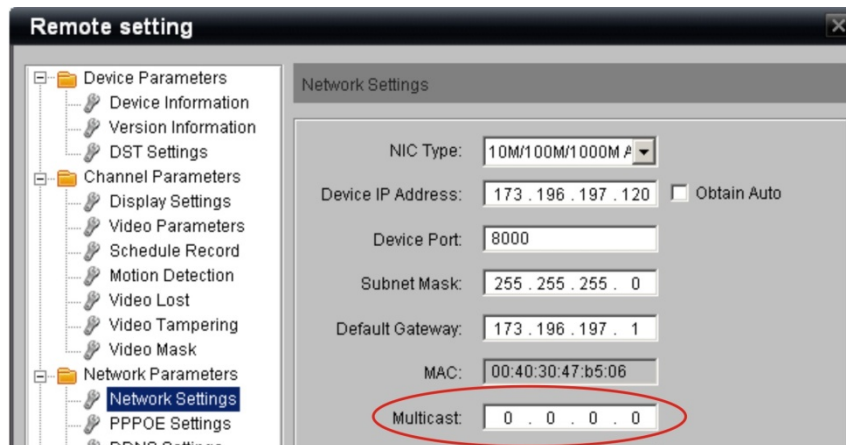 Remote setting
Device Parameters
Device Information
Version Information
DST Settings
Channel Parameters
Display Settings
Video Parameters
Schedule Record
Motion Detection
Video Lost
Video Tampering
Video Mask
Network Parameters
Network Settings
PPPOE Settings
Network Settings
NIC Type: 10M/100M/1000M
Device IP Address: 173 . 196 . 197 . 120 Obtain Auto
Device Port: 8000
Subnet Mask: 255 . 255 . 255 . 0
Default Gateway: 173 . 196 . 197 . 1
MAC: 00:40:30:47:b5:06
Multicast: 0 . 0 . 0 . 0